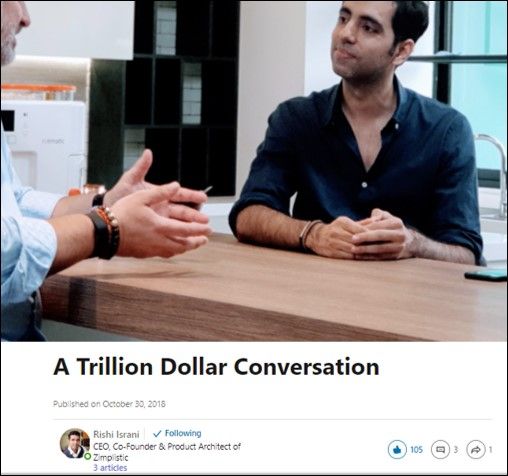 rotimatic
A Trillion Dollar Conversation
Published on October 30, 2018
Rishi Israni
Following
CEO, Co-Founder & Product Architect of
Zimplistic
3 articles
105
3
1